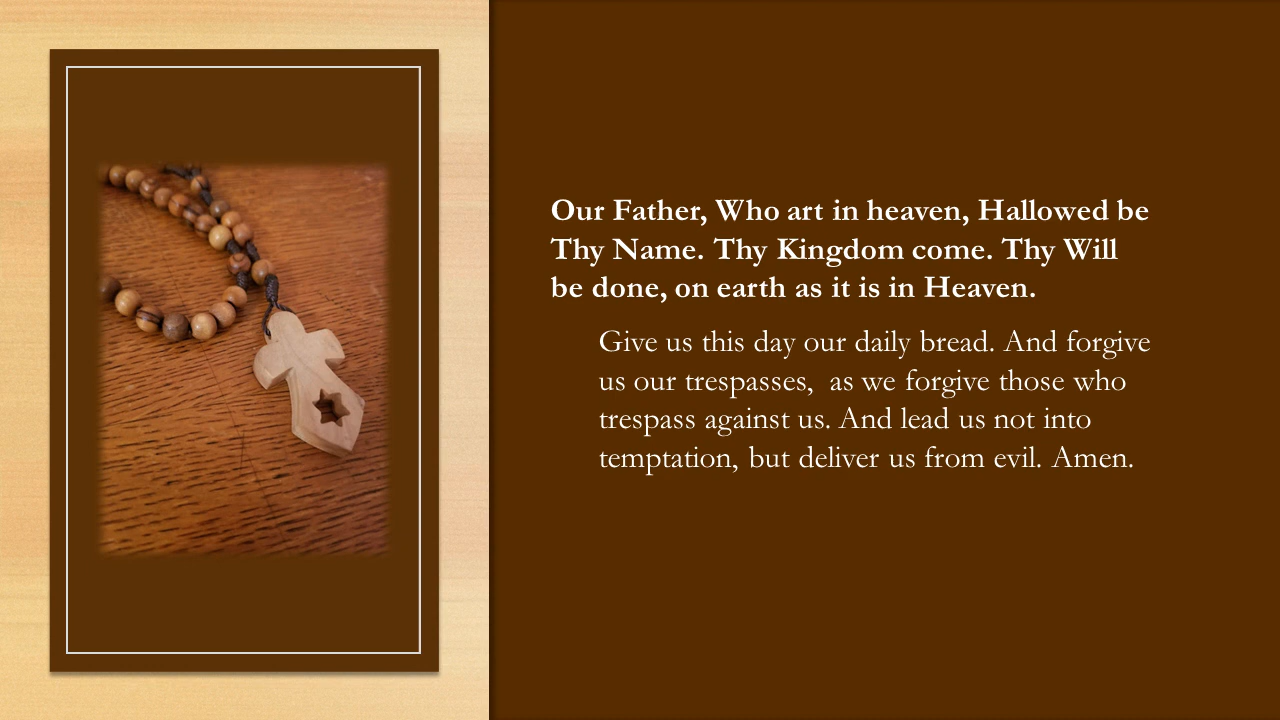 Our Father, Who art in heaven, Hallowed be
Thy Name. Thy Kingdom come. Thy Will
be done, on earth as it is in Heaven.
Give us this day our daily bread. And forgive
us our trespasses,  as we forgive those who
trespass against us. And lead us not into
temptation, but deliver us from evil. Amen.